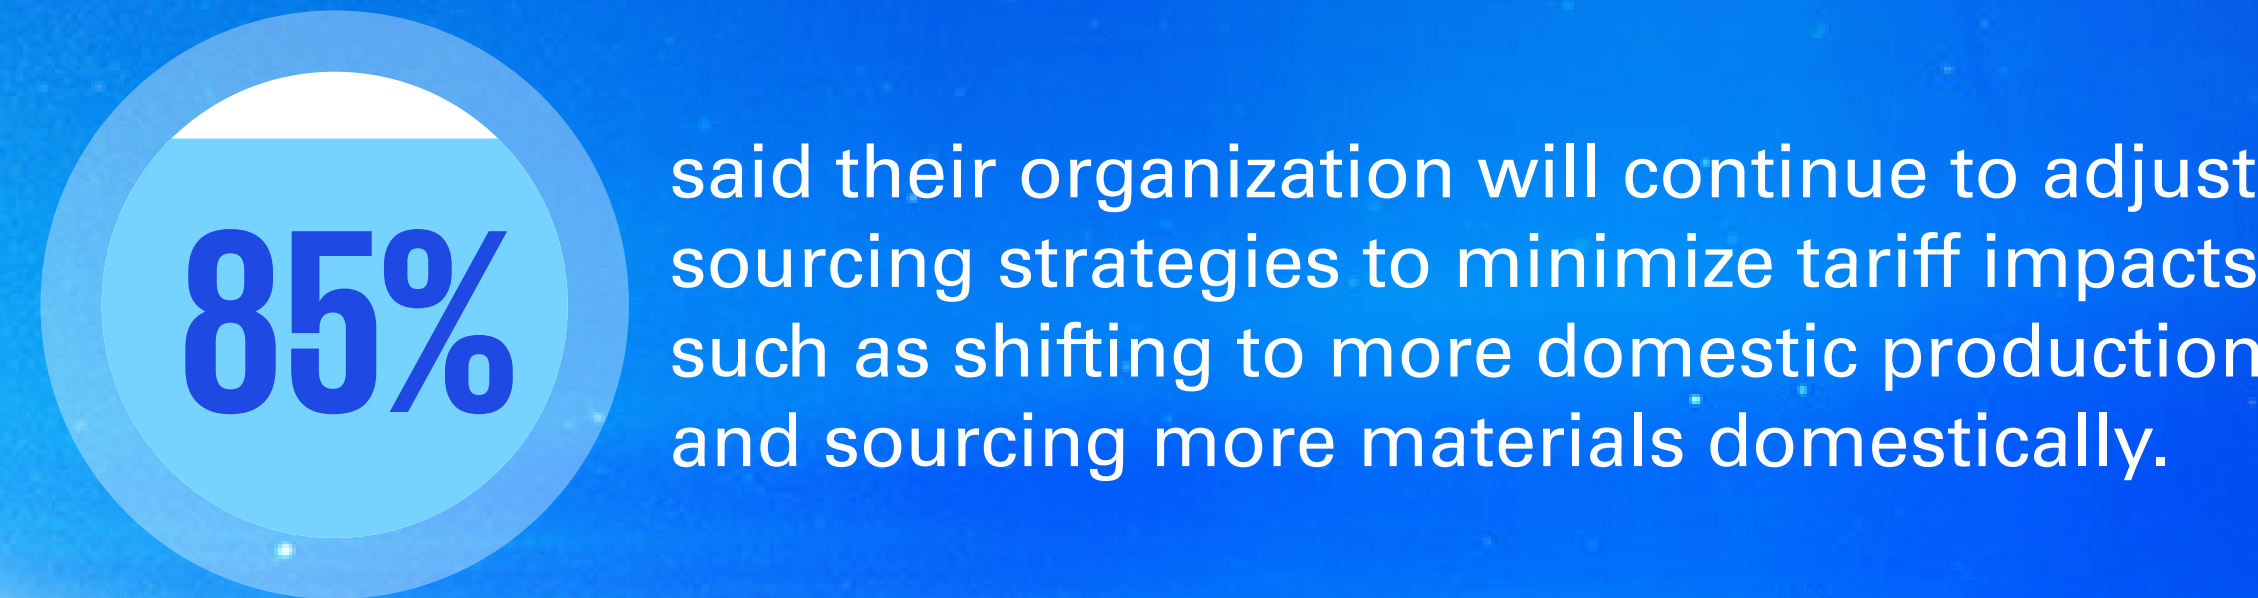 85%
said their organization will continue to adjust
sourcing strategies to minimize tariff impacts
such as shifting to more domestic production
and sourcing more materials domestically.